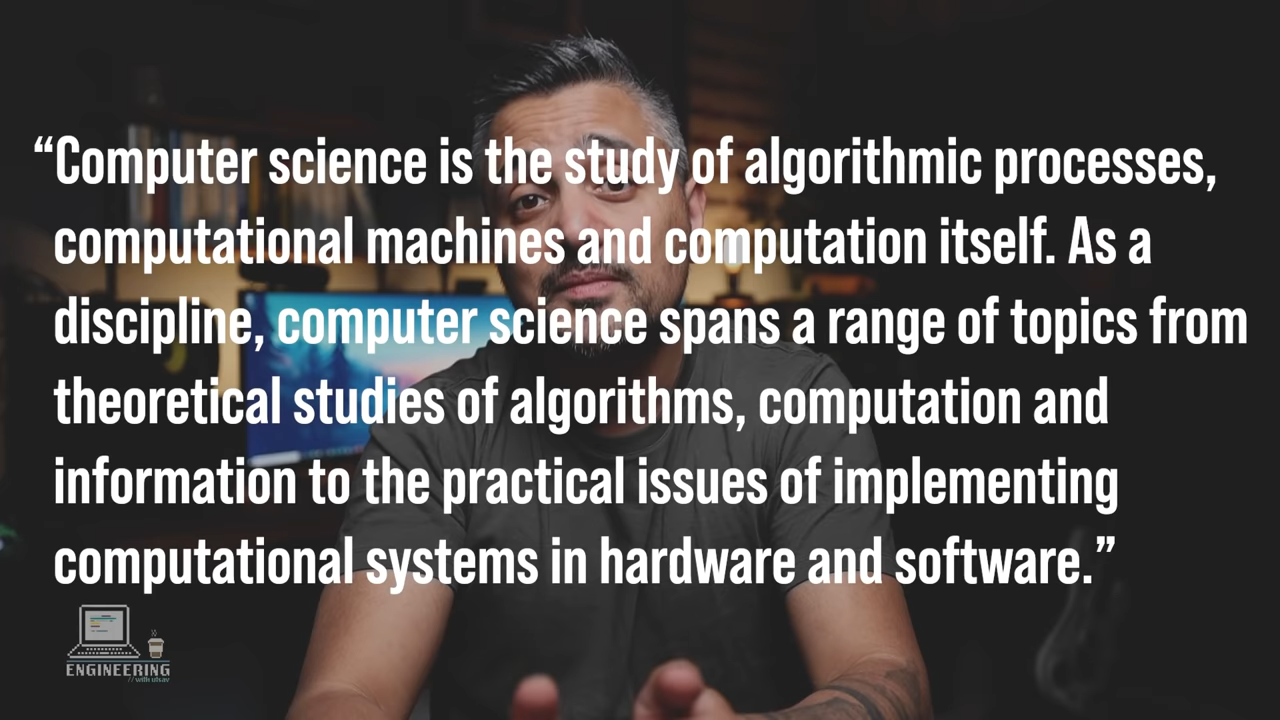 “Computer science is the study of algorithmic processes,
computational machines and computation itself. As a
discipline, computer science spans a range of topics from
theoretical studies of algorithms, computation and
information to the practical issues of implementing
computational systems in hardware and software.”
ENGINEERING
// with utsav